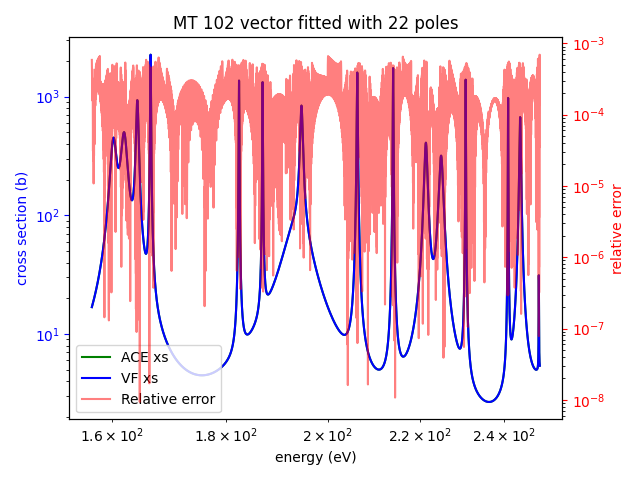 MT 102 vector fitted with 22 poles
cross section (b)
10³
10²
10¹
10⁻³
10⁻⁴
10⁻⁵
10⁻⁶
10⁻⁷
10⁻⁸
relative error
ACE xs
VF xs
Relative error
1.6 × 10² 1.8 × 10² 2 × 10² 2.2 × 10² 2.4 × 10²
energy (eV)